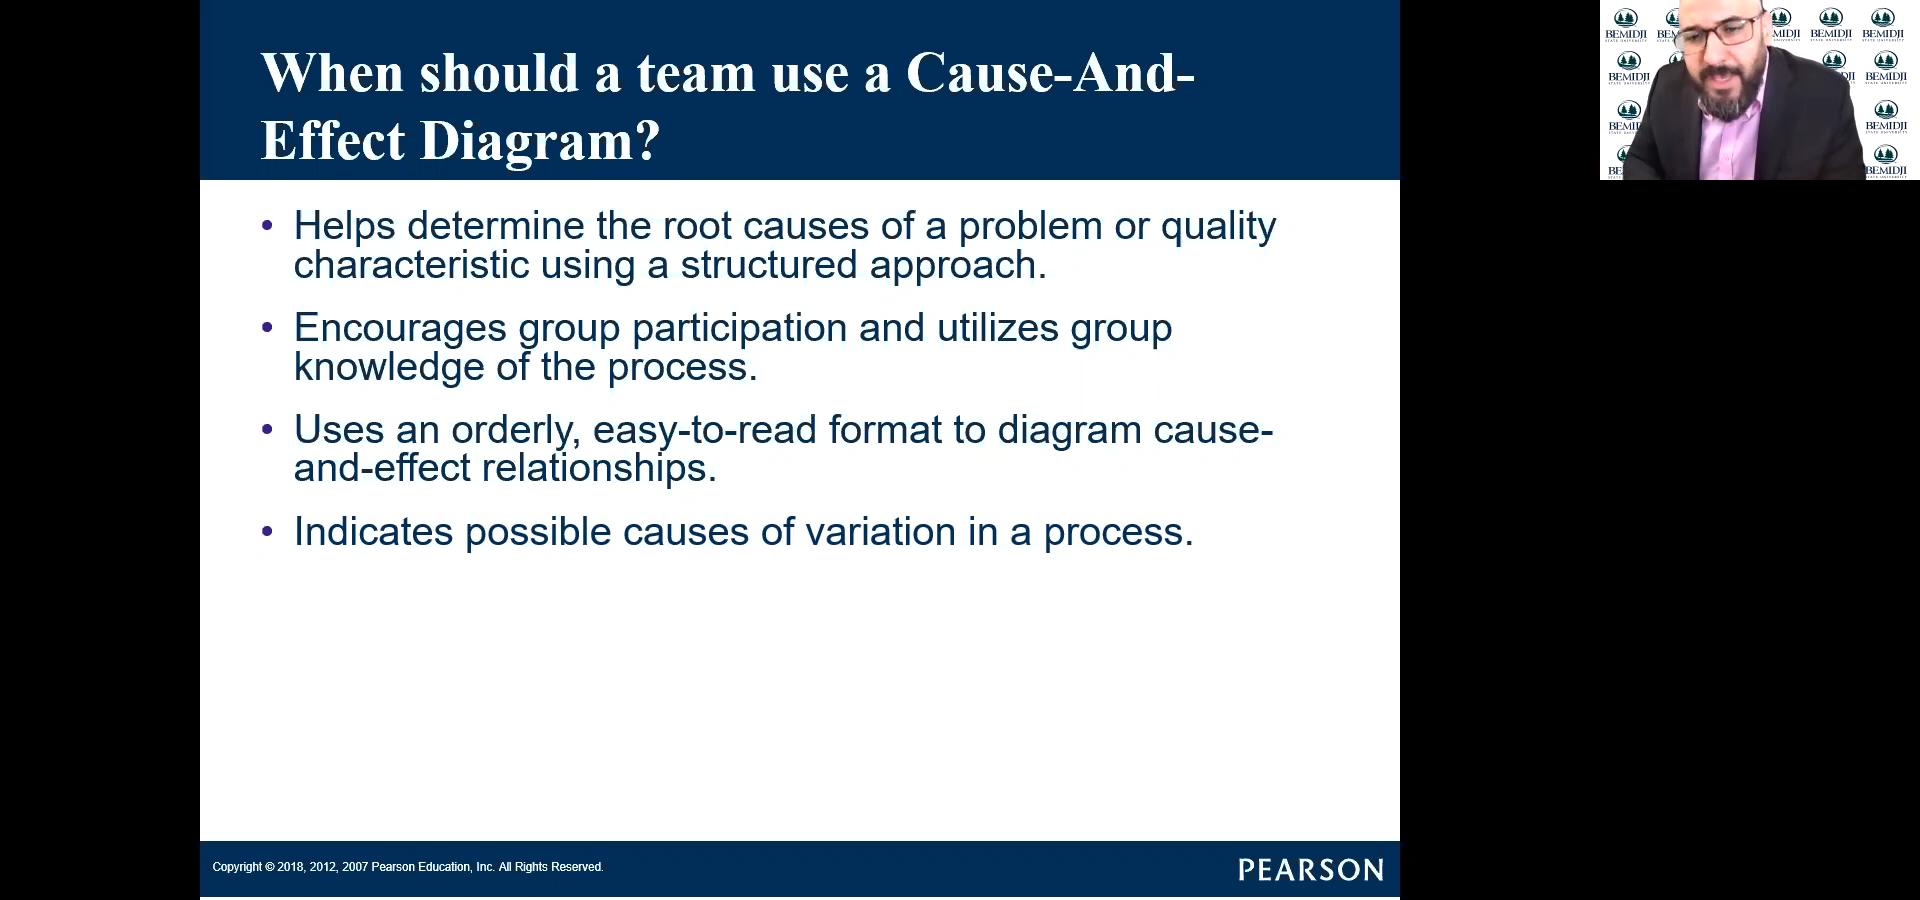 When should a team use a Cause-And-
Effect Diagram?
• Helps determine the root causes of a problem or quality
characteristic using a structured approach.
• Encourages group participation and utilizes group
knowledge of the process.
• Uses an orderly, easy-to-read format to diagram cause-
and-effect relationships.
• Indicates possible causes of variation in a process.
Copyright © 2018, 2012, 2007 Pearson Education, Inc. All Rights Reserved.
PEARSON
BEMIDJI
STATE UNIVERSITY
BEMIDJI
BEMIDJI
BEMIDJI
BEMIDJI
BEMIDJI
BEMIDJI